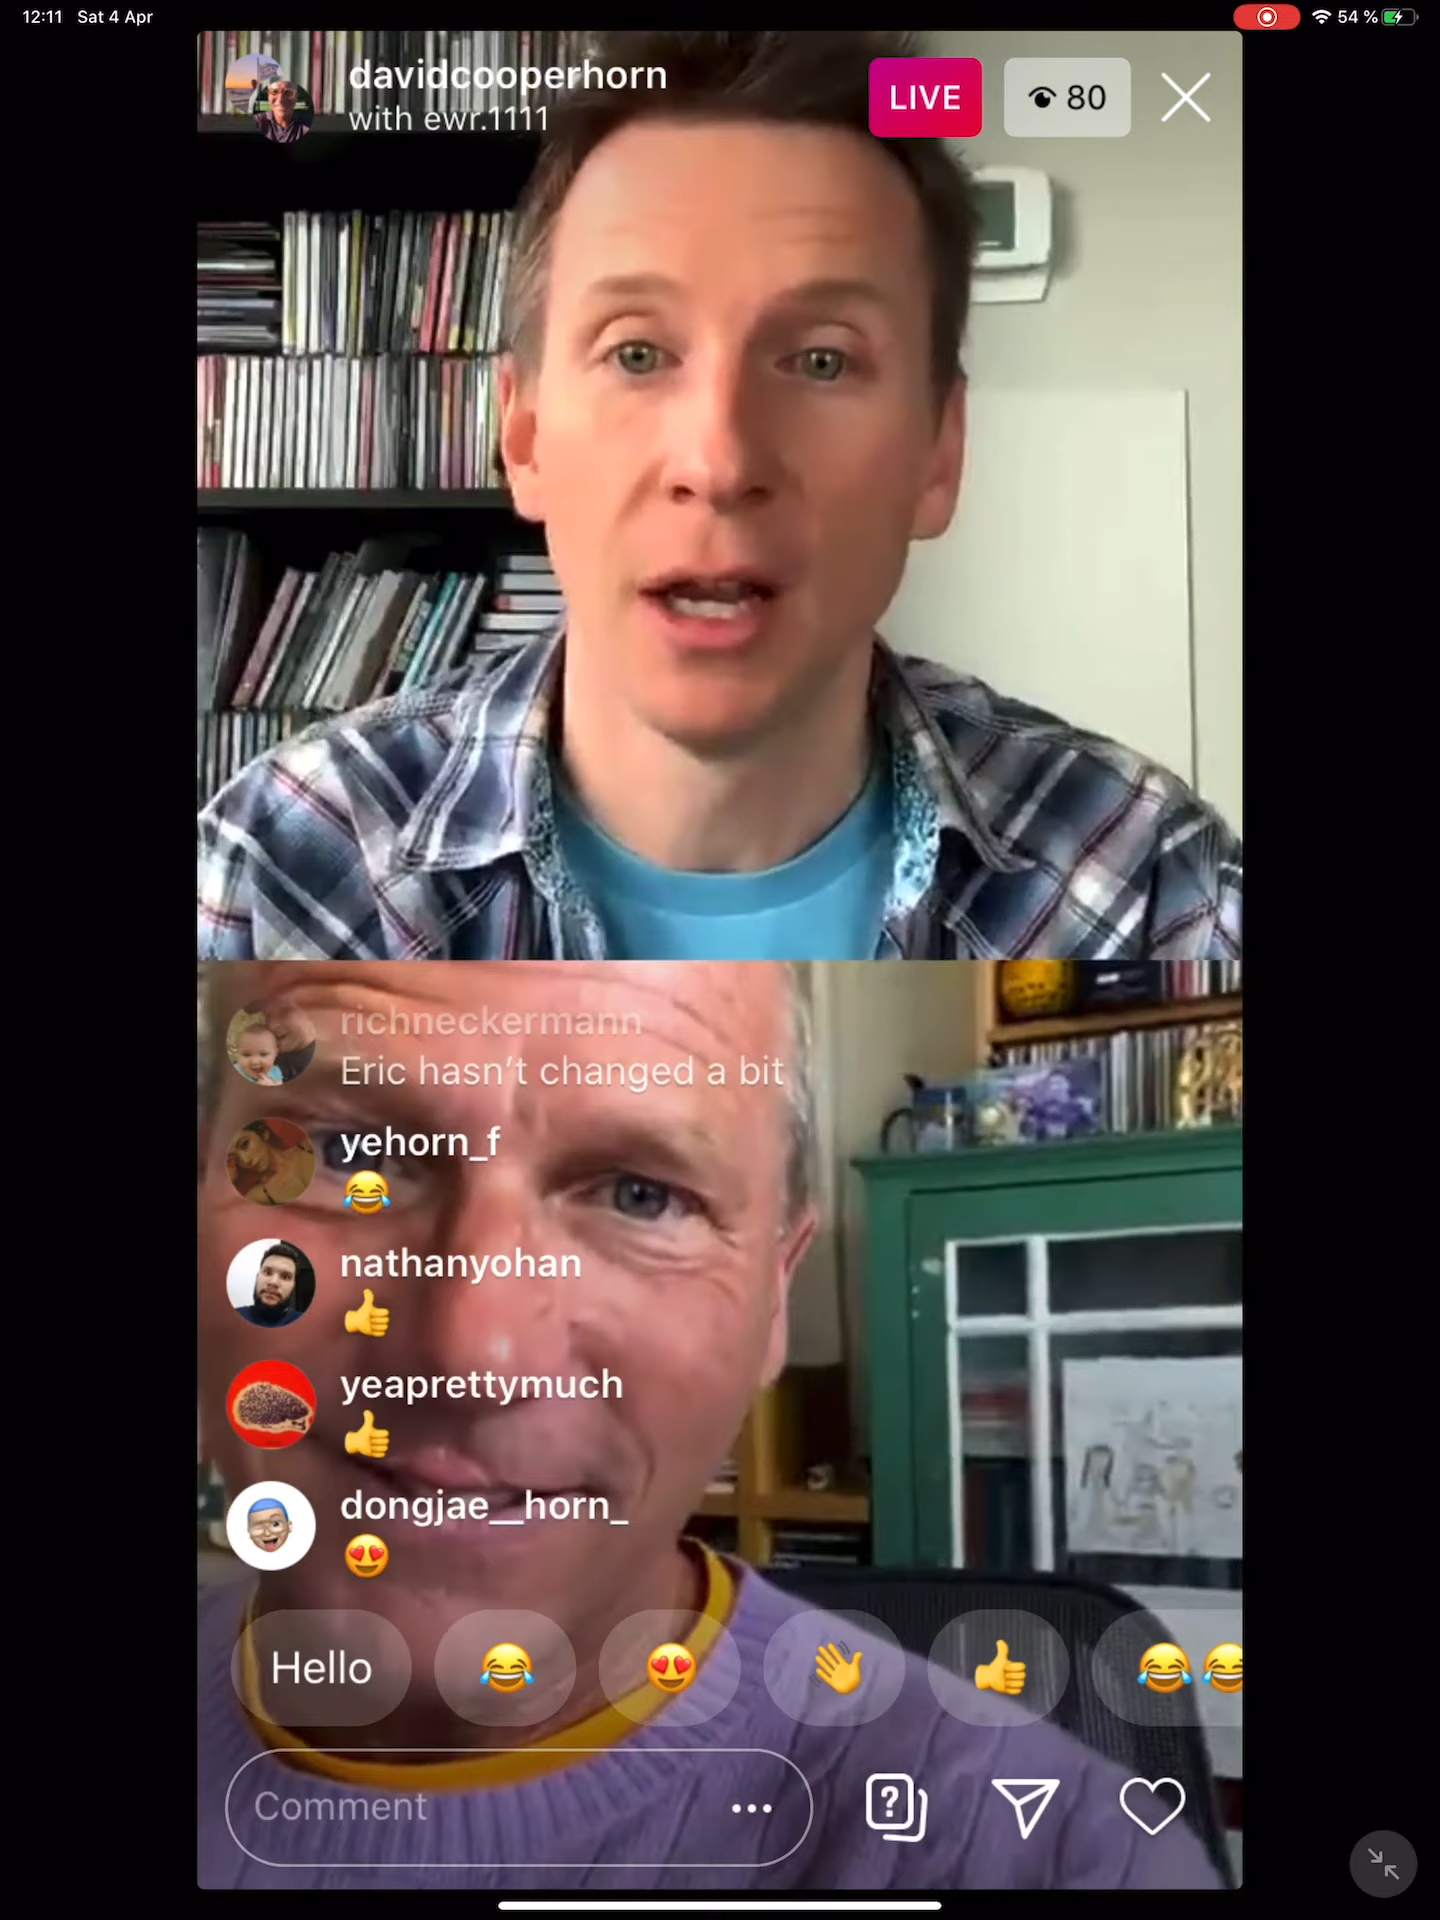 12:11 Sat 4 Apr
54 %
davidcooperhorn
with ewr.1111
LIVE
80
richneckermann
Eric hasn't changed a bit
yehorn_f
😂
nathanyohan
👍
yeaprettymuch
👍
dongjae__horn_
😍
Hello 😂 😍 👋 👍 😂😂
Comment